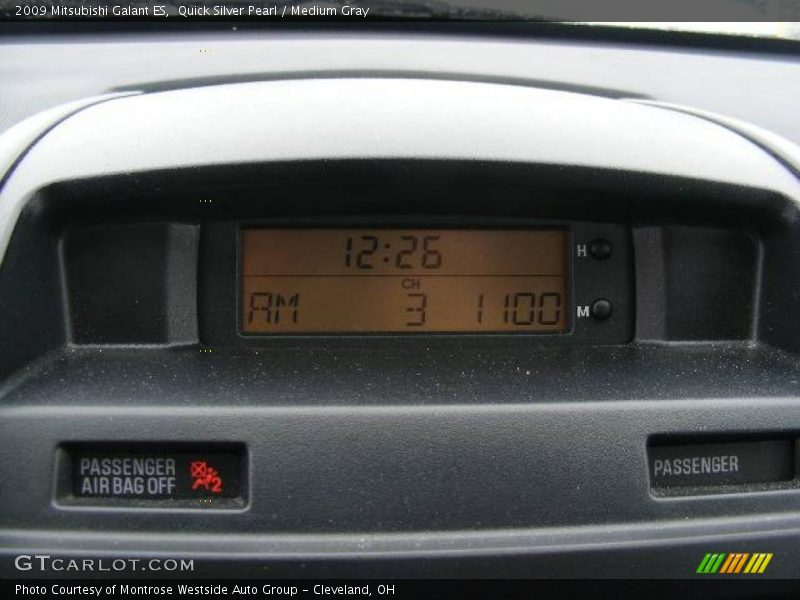 2009 Mitsubishi Galant ES, Quick Silver Pearl / Medium Gray
12:26
H
CH
AM 3 1100
M
PASSENGER
AIR BAG OFF
2
PASSENGER
GTCARLOT.COM
Photo Courtesy of Montrose Westside Auto Group - Cleveland, OH